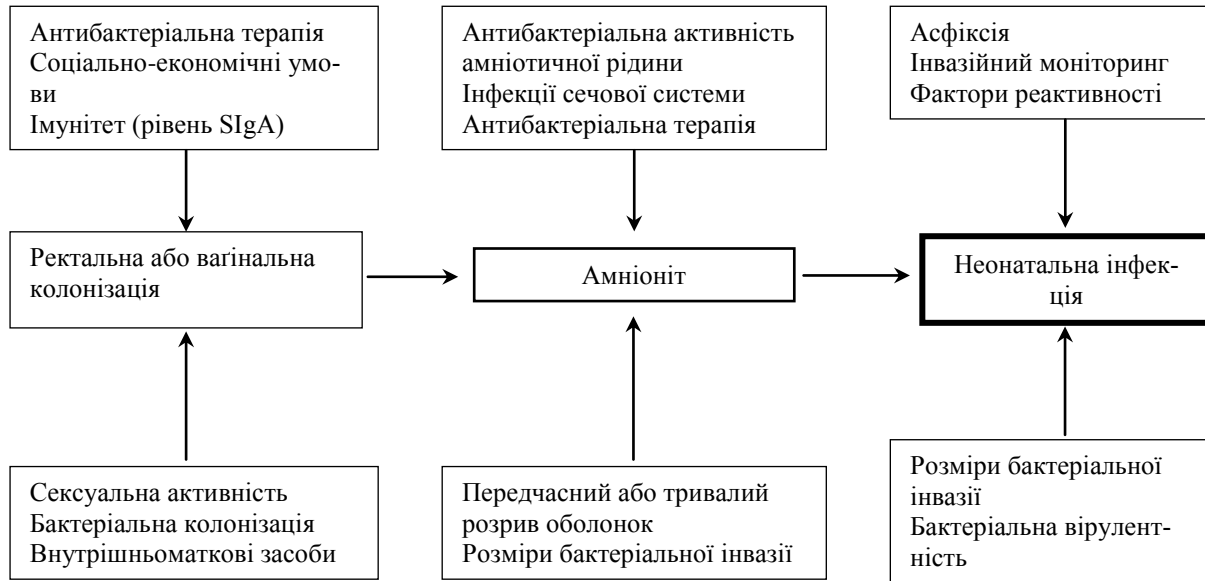 Антибактеріальна терапія
Соціально-економічні умо-
ви
Імунітет (рівень SIgA)
Антибактеріальна активність
амніотичної рідини
Інфекції сечової системи
Антибактеріальна терапія
Асфіксія
Інвазійний моніторинг
Фактори реактивності
Ректальна або вагінальна
колонізація
Амніоніт
Неонатальна інфек-
ція
Сексуальна активність
Бактеріальна колонізація
Внутрішньоматкові засоби
Передчасний або тривалий
розрив оболонок
Розміри бактеріальної інвазії
Розміри бактеріальної
інвазії
Бактеріальна вірулент-
ність